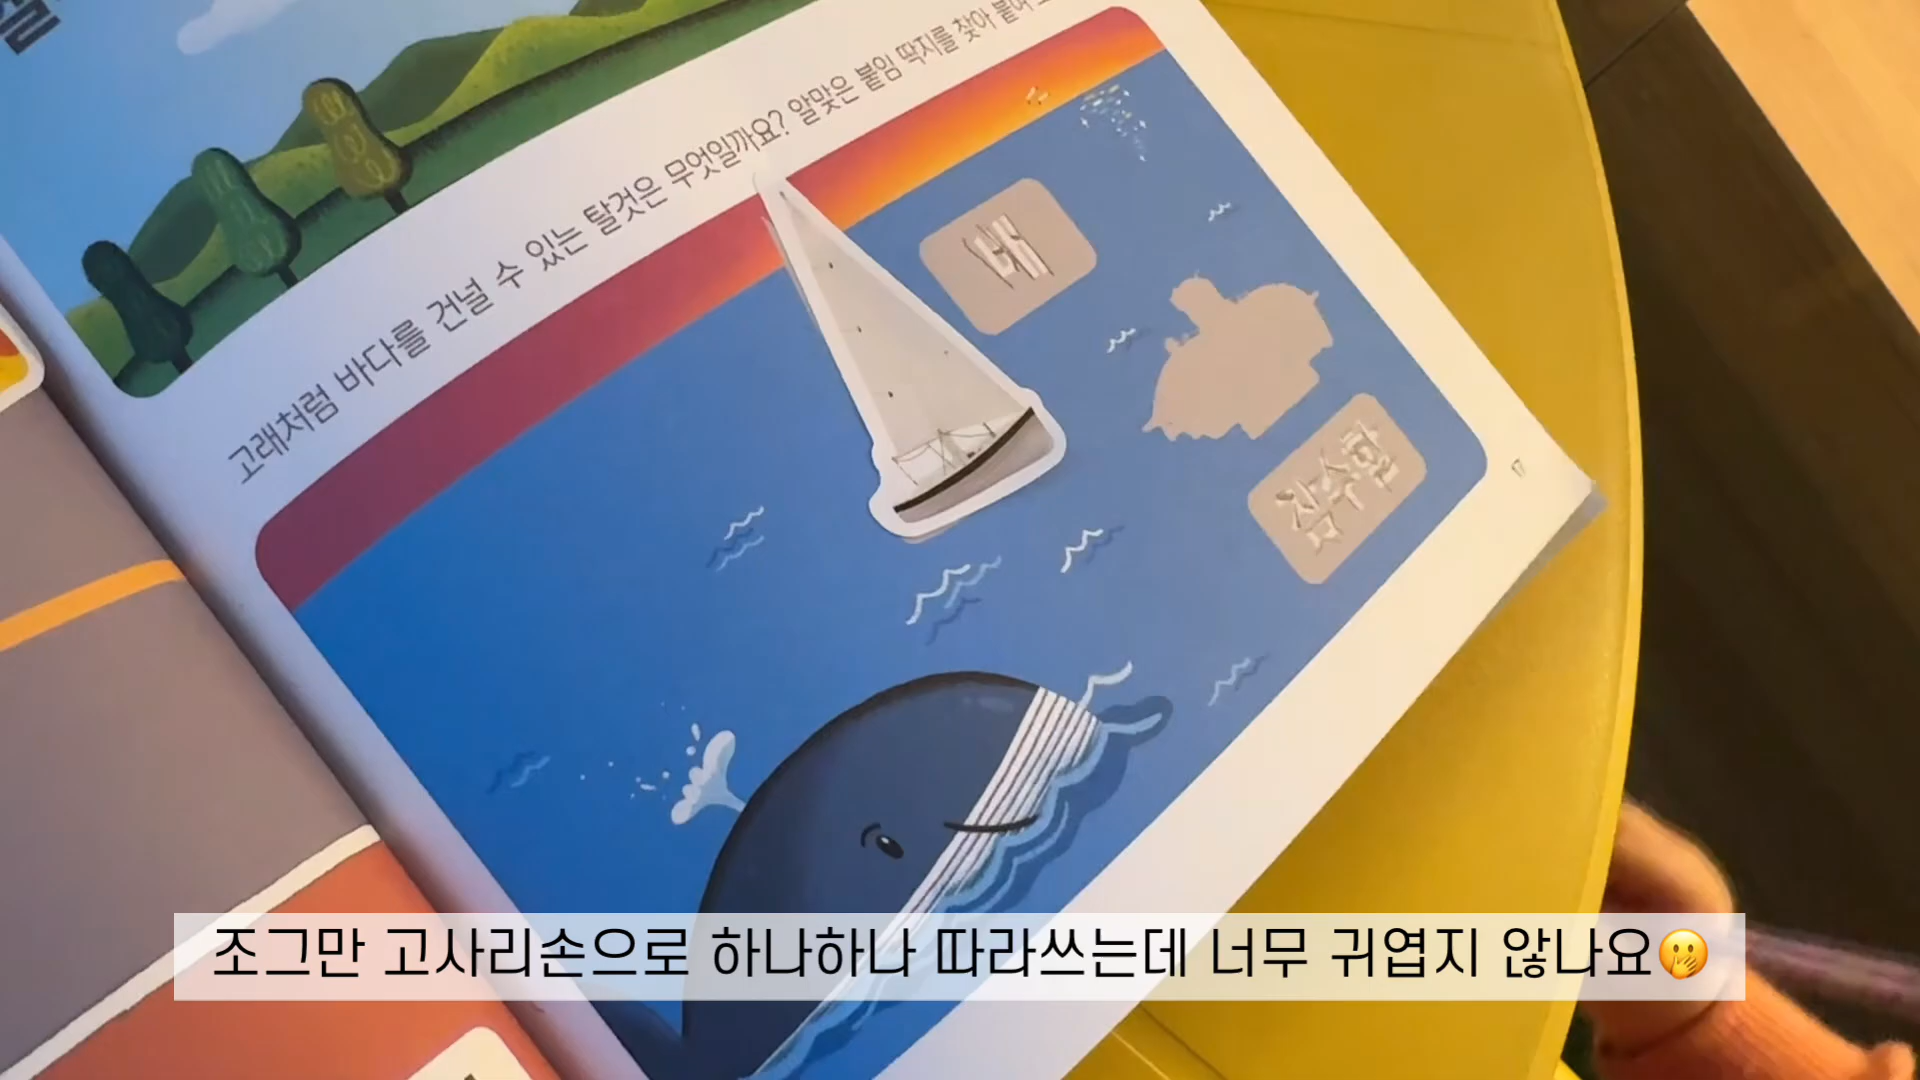 고래처럼 바다를 건널 수 있는 탈것은 무엇일까요? 알맞은 붙임 딱지를 찾아 붙여
배
잠수함
17
조그만 고사리손으로 하나하나 따라쓰는데 너무 귀엽지 않나요🤭